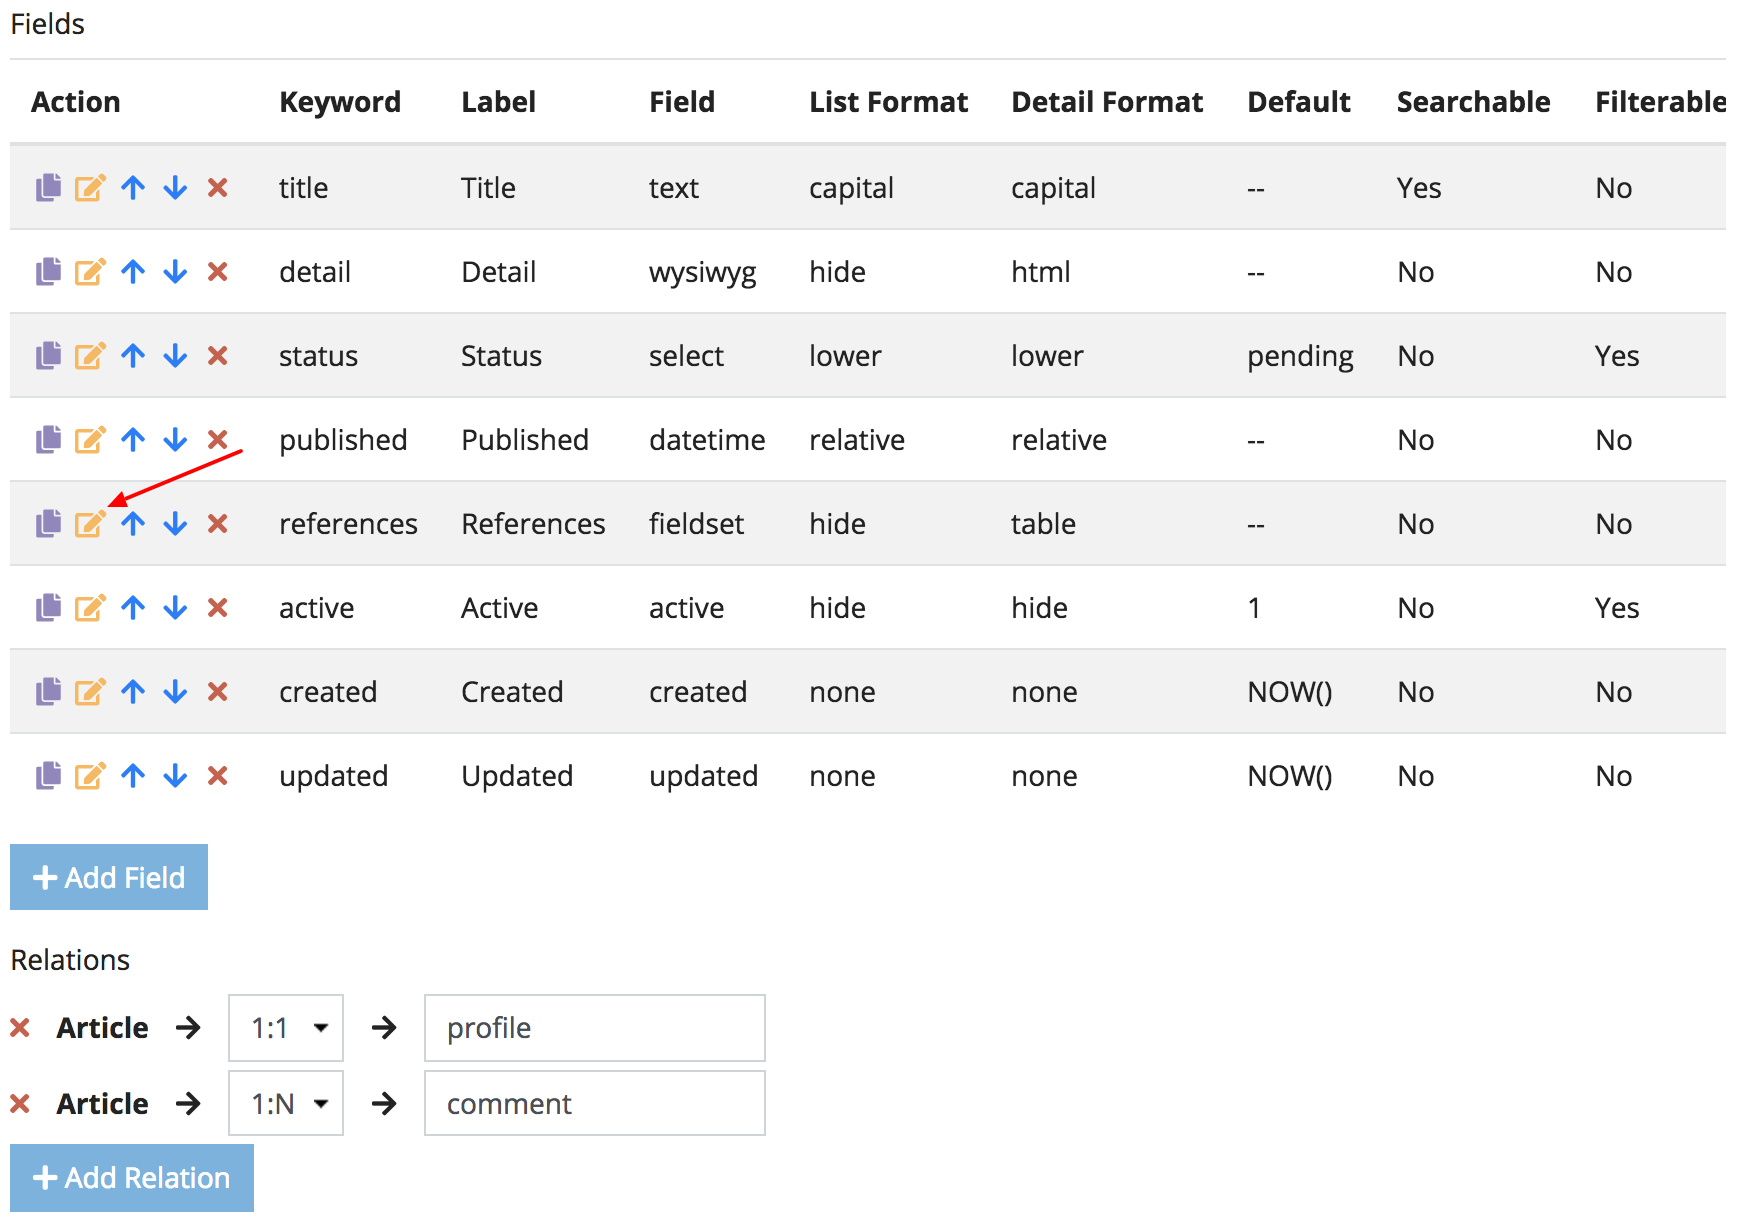 Fields
Action Keyword Label Field List Format Detail Format Default Searchable Filterable
title Title text capital capital -- Yes No
detail Detail wysiwyg hide html -- No No
status Status select lower lower pending No Yes
published Published datetime relative relative -- No No
references References fieldset hide table -- No No
active Active active hide hide 1 No Yes
created Created created none none NOW() No No
updated Updated updated none none NOW() No No
Add Field
Relations
Article 1:1 profile
Article 1:N comment
Add Relation